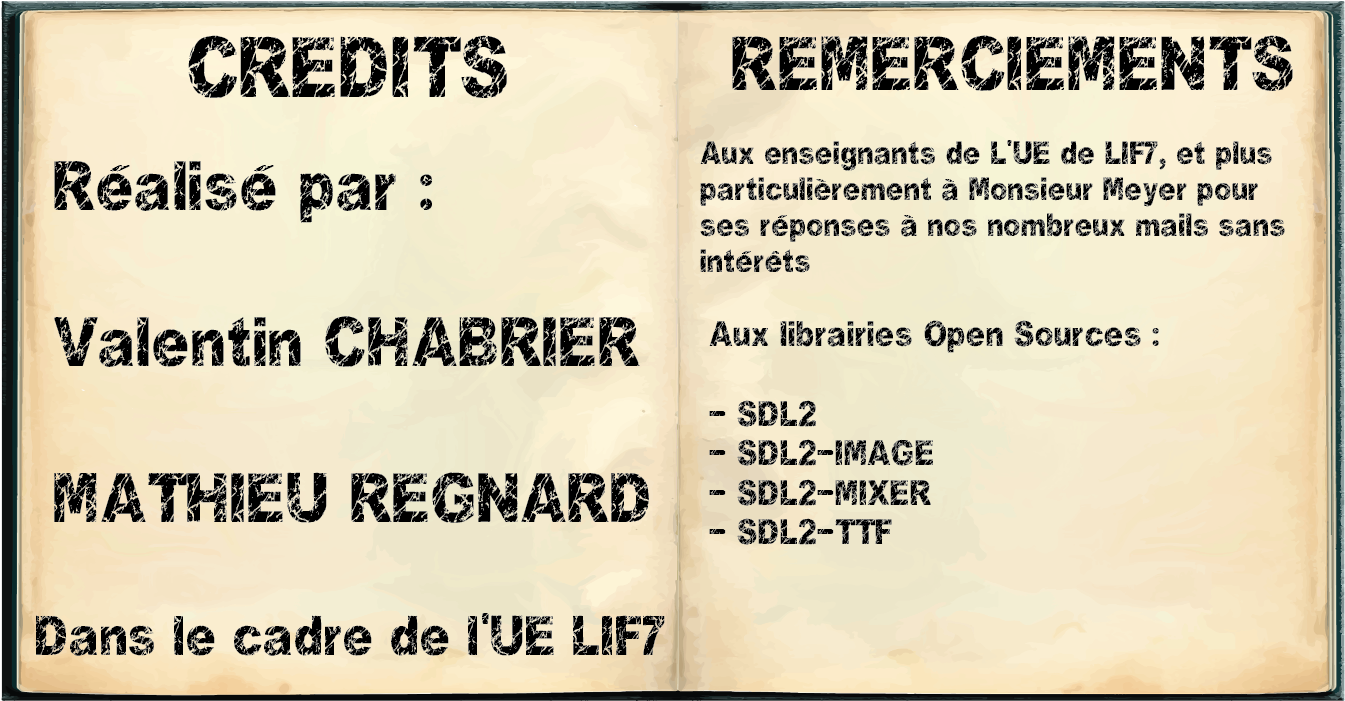 CREDITS
Réalisé par :
Valentin CHABRIER
MATHIEU REGNARD
Dans le cadre de l'UE LIF7
REMERCIEMENTS
Aux enseignants de L'UE de LIF7, et plus
particulièrement à Monsieur Meyer pour
ses réponses à nos nombreux mails sans
intérêts
Aux librairies Open Sources :
- SDL2
- SDL2-IMAGE
- SDL2-MIXER
- SDL2-TTF